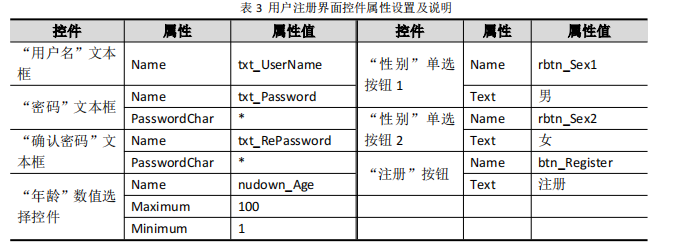 表 3 用户注册界面控件属性设置及说明
控件 属性 属性值 控件 属性 属性值
“用户名”文本框 Name txt_UserName “性别”单选按钮 1 Name rbtn_Sex1
“密码”文本框 Name txt_Password Text 男
PasswordChar * “性别”单选按钮 2 Name rbtn_Sex2
“确认密码”文本框 Name txt_RePassword Text 女
PasswordChar * “注册”按钮 Name btn_Register
“年龄”数值选择控件 Name nudown_Age Text 注册
Maximum 100
Minimum 1